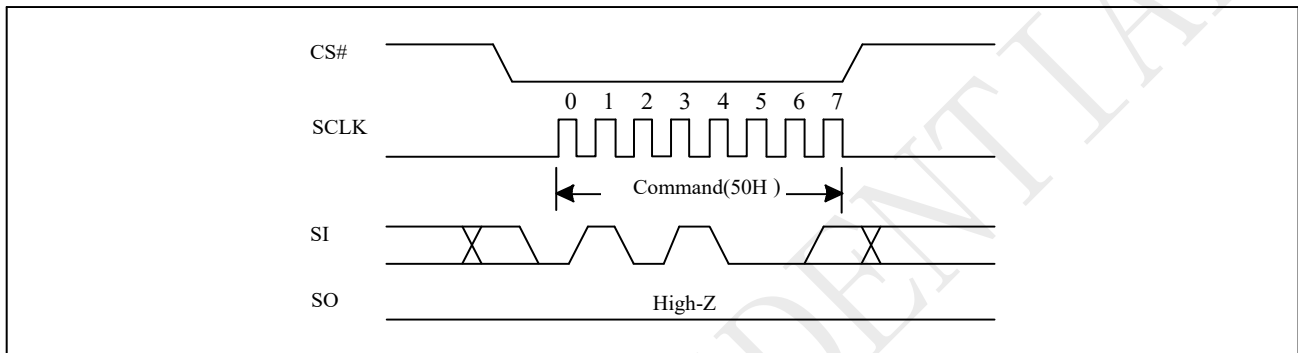 CS#
0 1 2 3 4 5 6 7
SCLK
Command(50H )
SI
SO
High-Z